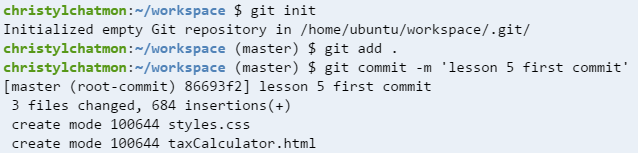 christylchatmon:~/workspace $ git init
Initialized empty Git repository in /home/ubuntu/workspace/.git/
christylchatmon:~/workspace (master) $ git add .
christylchatmon:~/workspace (master) $ git commit -m 'lesson 5 first commit'
[master (root-commit) 86693f2] lesson 5 first commit
 3 files changed, 684 insertions(+)
 create mode 100644 styles.css
 create mode 100644 taxCalculator.html